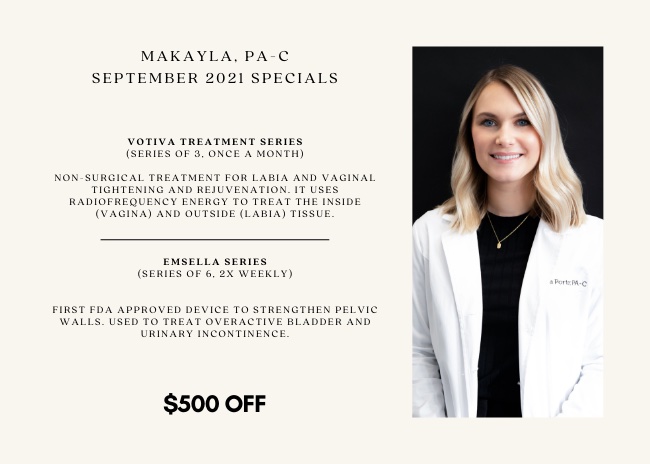 MAKAYLA, PA-C
SEPTEMBER 2021 SPECIALS
VOTIVA TREATMENT SERIES
(SERIES OF 3, ONCE A MONTH)
NON-SURGICAL TREATMENT FOR LABIA AND VAGINAL
TIGHTENING AND REJUVENATION. IT USES
RADIOFREQUENCY ENERGY TO TREAT THE INSIDE
(VAGINA) AND OUTSIDE (LABIA) TISSUE.
EMSELLA SERIES
(SERIES OF 6, 2X WEEKLY)
FIRST FDA APPROVED DEVICE TO STRENGTHEN PELVIC
WALLS. USED TO TREAT OVERACTIVE BLADDER AND
URINARY INCONTINENCE.
$500 OFF
PA-C